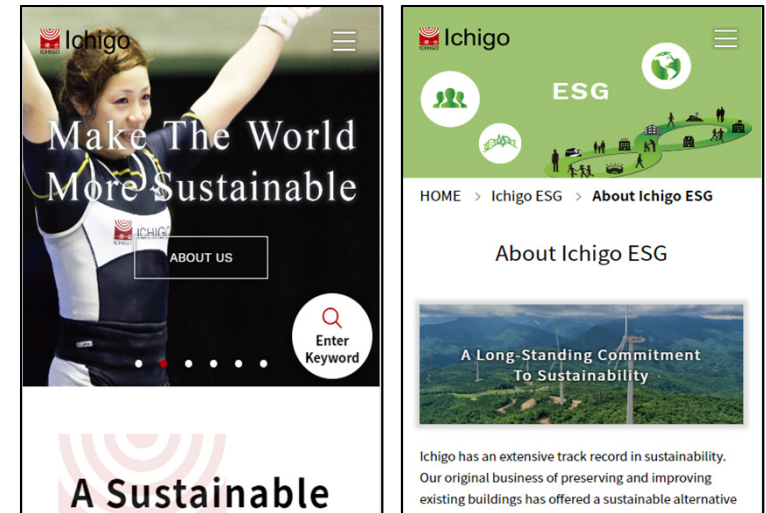 Ichigo
ICHIGO
Make The World
More Sustainable
ICHIGO
ABOUT US
Enter
Keyword
A Sustainable
Ichigo
ICHIGO
ESG
HOME > Ichigo ESG > About Ichigo ESG
About Ichigo ESG
A Long-Standing Commitment
To Sustainability
Ichigo has an extensive track record in sustainability.
Our original business of preserving and improving
existing buildings has offered a sustainable alternative